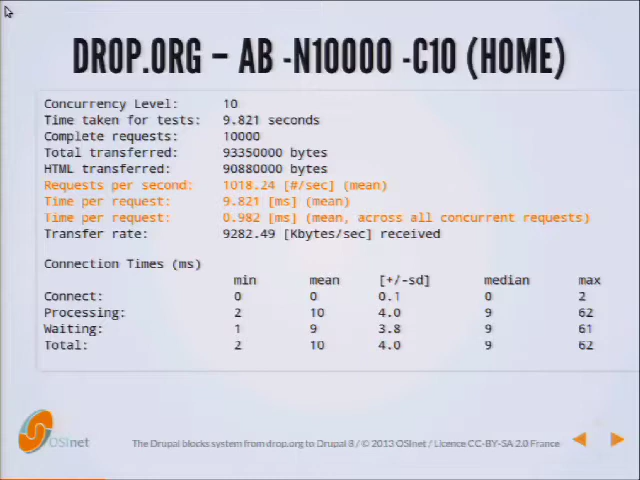 DROP.ORG – AB -N10000 -C10 (HOME)
Concurrency Level: 10
Time taken for tests: 9.821 seconds
Complete requests: 10000
Total transferred: 93350000 bytes
HTML transferred: 90880000 bytes
Requests per second: 1018.24 [#/sec] (mean)
Time per request: 9.821 [ms] (mean)
Time per request: 0.982 [ms] (mean, across all concurrent requests)
Transfer rate: 9282.49 [Kbytes/sec] received
Connection Times (ms)
min mean [+/-sd] median max
Connect: 0 0 0.1 0 2
Processing: 2 10 4.0 9 62
Waiting: 1 9 3.8 9 61
Total: 2 10 4.0 9 62
OSInet
The Drupal blocks system from drop.org to Drupal 8 / © 2013 OSInet / Licence CC-BY-SA 2.0 France